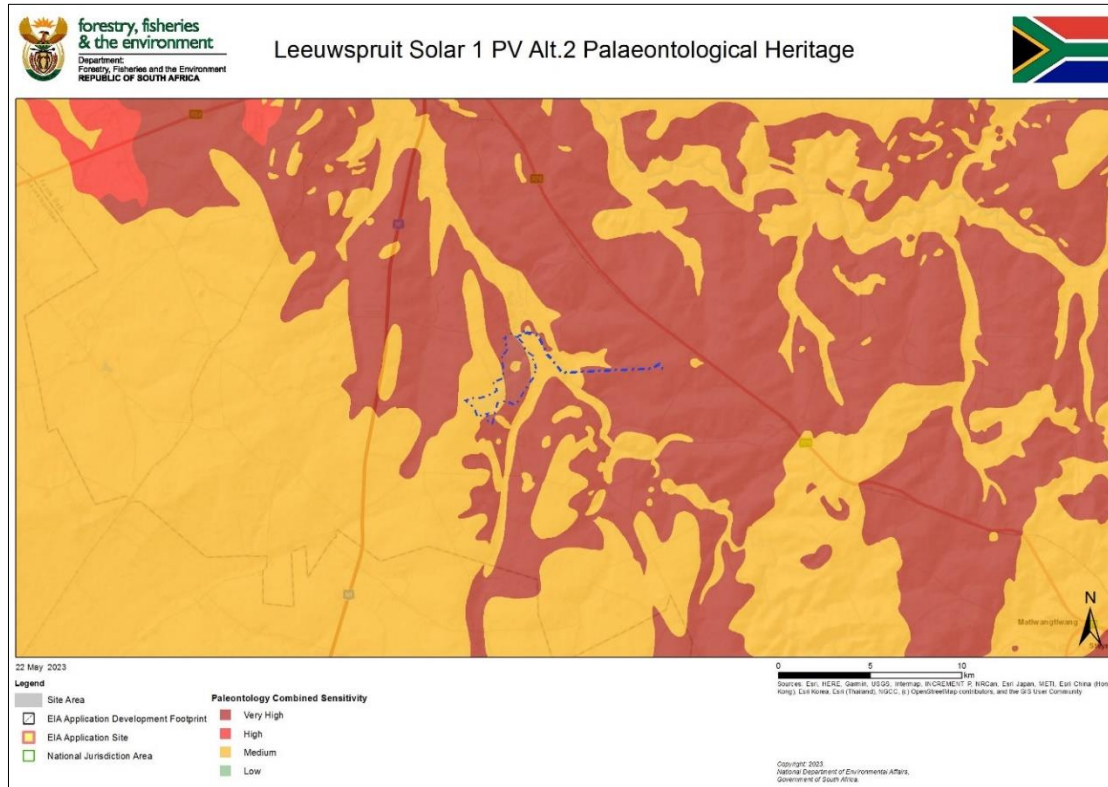 forestry, fisheries
& the environment
Department:
Forestry, Fisheries and the Environment
REPUBLIC OF SOUTH AFRICA
Leeuwspruit Solar 1 PV Alt.2 Palaeontological Heritage
N
Matlwangtlwang
22 May 2023
Legend
Site Area
EIA Application Development Footprint
EIA Application Site
National Jurisdiction Area
Paleontology Combined Sensitivity
Very High
High
Medium
Low
0 5 10
km
Sources: Esri, HERE, Garmin, USGS, Intermap, INCREMENT P, NRCan, Esri Japan, METI, Esri China (Hong
Kong), Esri Korea, Esri (Thailand), NGCC, (c) OpenStreetMap contributors, and the GIS User Community
Copyright: 2023.
National Department of Environmental Affairs,
Government of South Africa.